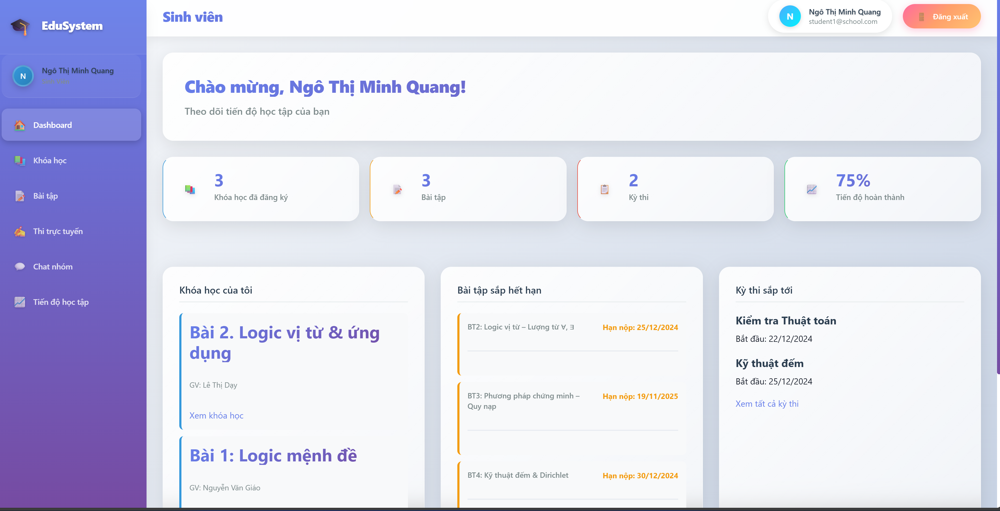 EduSystem
N
Ngô Thị Minh Quang
Sinh Viên
Dashboard
Khóa học
Bài tập
Thi trực tuyến
Chat nhóm
Tiến độ học tập
Sinh viên
N
Ngô Thị Minh Quang
student1@school.com
Đăng xuất
Chào mừng, Ngô Thị Minh Quang!
Theo dõi tiến độ học tập của bạn
3
Khóa học đã đăng ký
3
Bài tập
2
Kỳ thi
75%
Tiến độ hoàn thành
Khóa học của tôi
Bài 2. Logic vị từ & ứng
dụng
GV: Lê Thị Dạy
Xem khóa học
Bài 1: Logic mệnh đề
GV: Nguyễn Văn Giáo
Bài tập sắp hết hạn
BT2: Logic vị từ – Lượng từ ∀, ∃
Hạn nộp: 25/12/2024
BT3: Phương pháp chứng minh –
Quy nạp
Hạn nộp: 19/11/2025
BT4: Kỹ thuật đếm & Dirichlet
Hạn nộp: 30/12/2024
Kỳ thi sắp tới
Kiểm tra Thuật toán
Bắt đầu: 22/12/2024
Kỹ thuật đếm
Bắt đầu: 25/12/2024
Xem tất cả kỳ thi